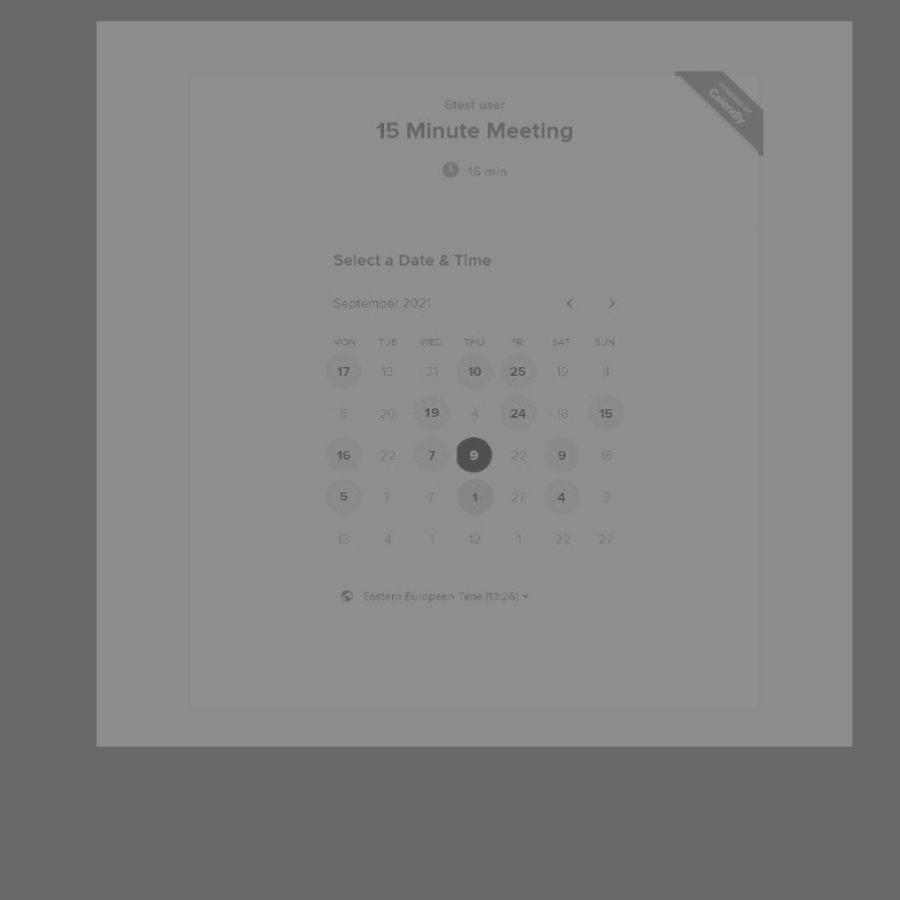 POWERED BY
Calendly
6test user
15 Minute Meeting
15 min
Select a Date & Time
September 2021
MON TUE WED THU FRI SAT SUN
17 13 31 10 25 19 4
6 20 19 4 24 18 15
16 22 7 9 22 9 15
5 7 7 1 27 4 3
13 4 1 12 1 22 27
Eastern European Time (13:26)